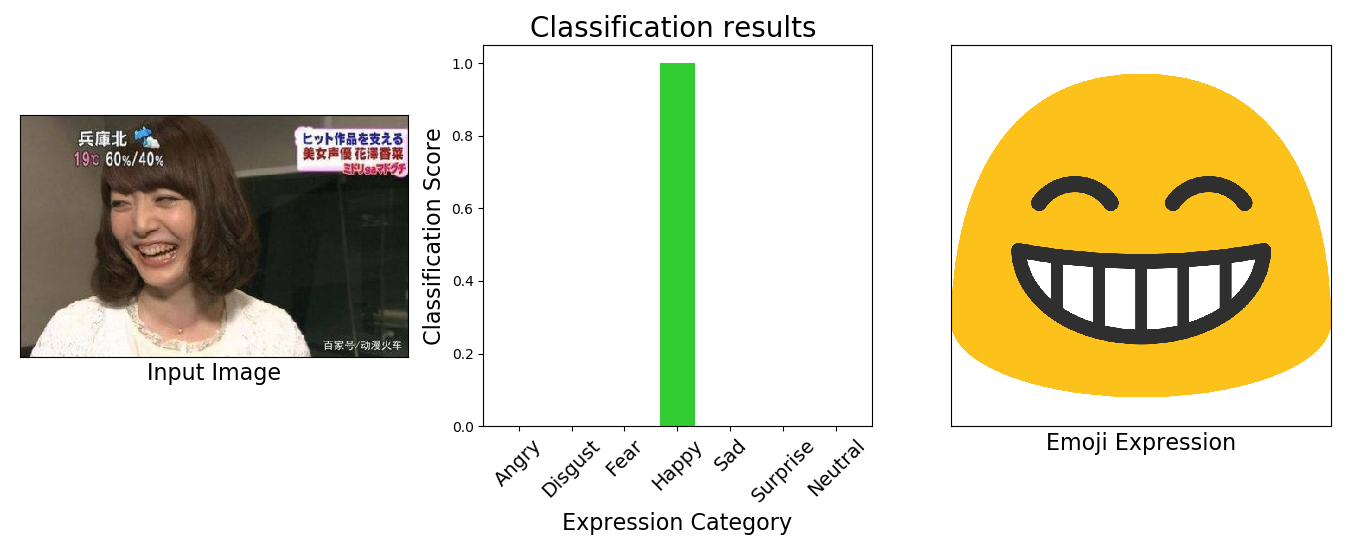 兵庫北
19℃ 60%/40%
ヒット作品を支える
美女声優 花澤香菜
百家号/动漫火车
Input Image
Classification results
Classification Score
1.0
0.8
0.6
0.4
0.2
0.0
Angry
Disgust
Fear
Happy
Sad
Surprise
Neutral
Expression Category
Emoji Expression